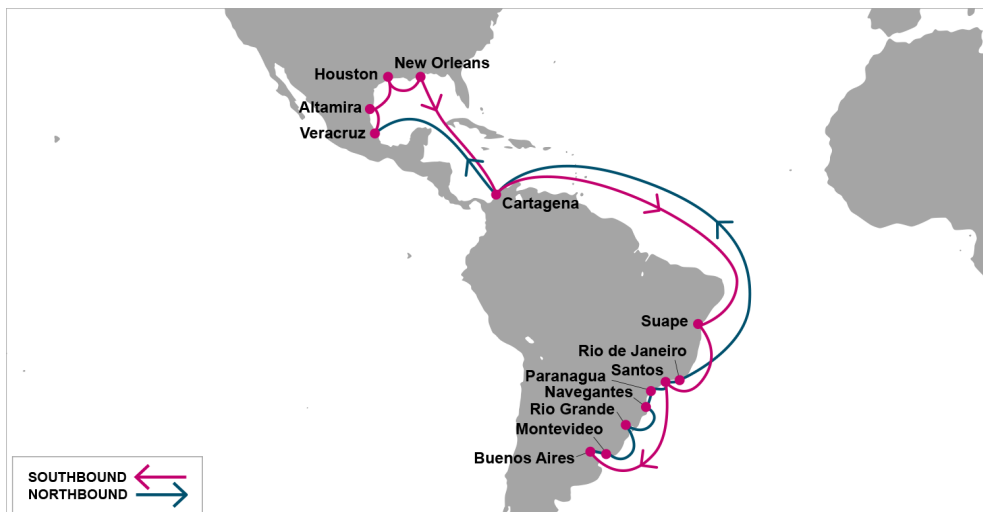 New Orleans
Houston
Altamira
Veracruz
Cartagena
Suape
Rio de Janeiro
Santos
Paranagua
Navegantes
Rio Grande
Montevideo
Buenos Aires
SOUTHBOUND
NORTHBOUND